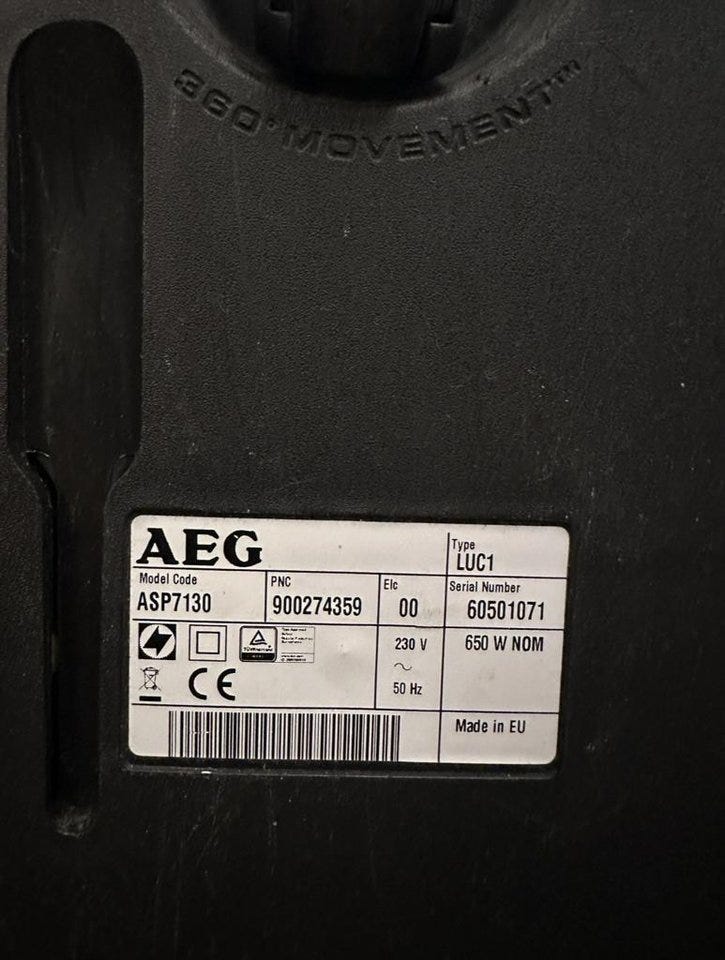 360° MOVEMENT™
AEG
Type
LUC1
Model Code
ASP7130
PNC
900274359
Elc
00
Serial Number
60501071
230 V
~
50 Hz
650 W NOM
CE
Made in EU